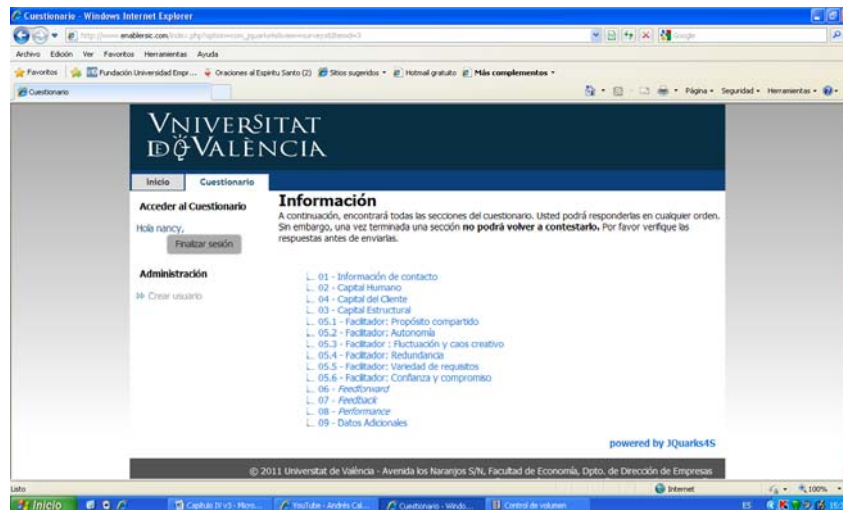 Cuestionario - Windows Internet Explorer
Google
Archivo Edición Ver Favoritos Herramientas Ayuda
Favoritos Fundación Universidad Empr... Oraciones al Espíritu Santo (2) Sitios sugeridos Hotmail gratuito Más complementos
Cuestionario Página Seguridad Herramientas
VNIVERSITAT
DE VALÈNCIA
Inicio Cuestionario
Acceder al Cuestionario
Hola nancy,
Finalizar sesión
Administración
Crear usuario
Información
A continuación, encontrará todas las secciones del cuestionario. Usted podrá responderlas en cualquier orden.
Sin embargo, una vez terminada una sección no podrá volver a contestarlo. Por favor verifique las
respuestas antes de enviarlas.
01 - Información de contacto
02 - Capital Humano
04 - Capital del Cliente
03 - Capital Estructural
05.1 - Facilitador: Propósito compartido
05.2 - Facilitador: Autonomía
05.3 - Facilitador : Fluctuación y caos creativo
05.4 - Facilitador: Redundancia
05.5 - Facilitador: Variedad de requisitos
05.6 - Facilitador: Confianza y compromiso
06 - Feedforward
07 - Feedback
08 - Performance
09 - Datos Adicionales
powered by JQuarks4S
© 2011 Universitat de València - Avenida los Naranjos S/N, Facultad de Economía, Dpto. de Dirección de Empresas
Listo Internet 100%
Inicio Capitulo IV v3 - Micro... YouTube - Andrés Cal... Cuestionario - Windo... Control de volumen ES